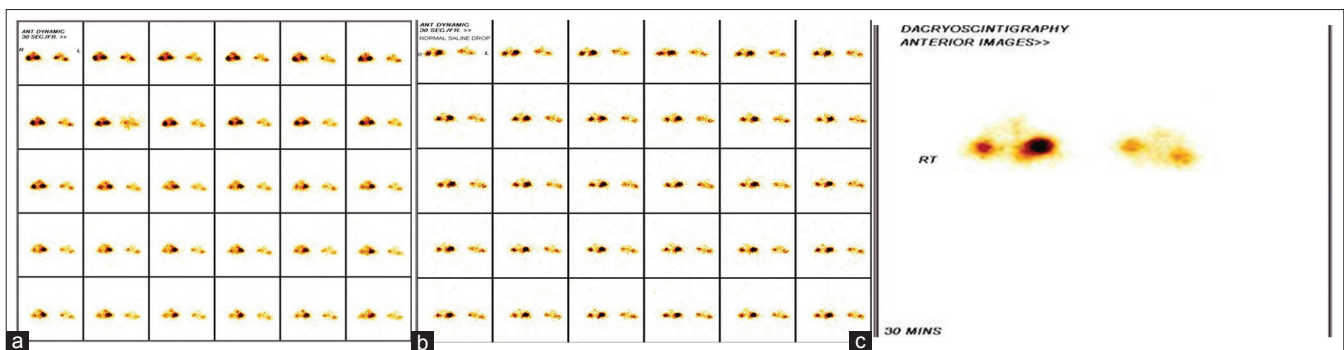 ANT DYNAMIC
30 SEC/FR. >>
R L
a
ANT DYNAMIC
30 SEC/FR. >>
NORMAL SALINE DROP
R L
b
DACRYOSCINTIGRAPHY
ANTERIOR IMAGES>>
RT
30 MINS
c